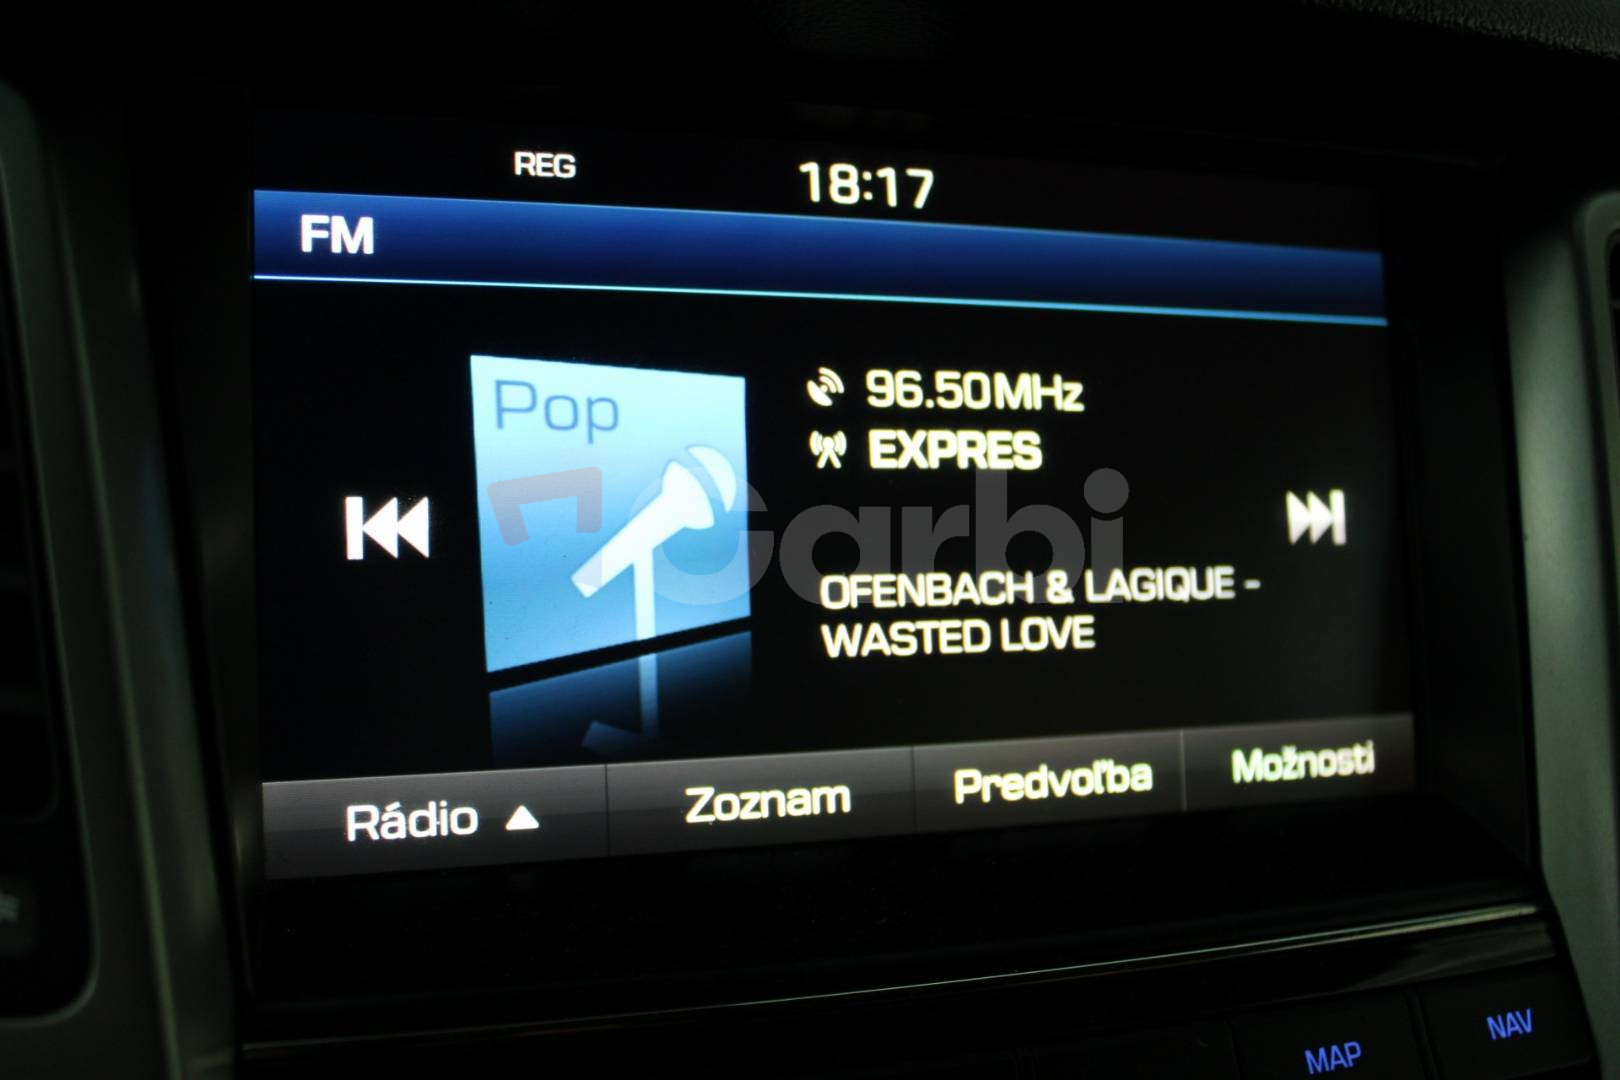 REG
18:17
FM
Pop
96.50MHz
EXPRES
Carbi
OFENBACH & LAGIQUE -
WASTED LOVE
Rádio
Zoznam
Predvoľba
Možnosti
MAP
NAV